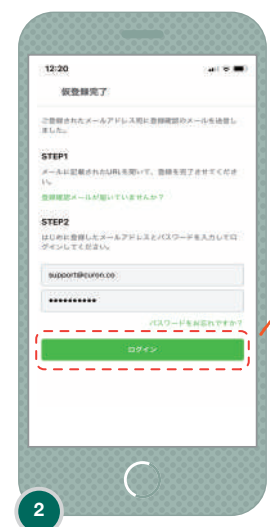 12:20
仮登録完了
ご登録されたメールアドレス宛に登録確認のメールを送信し
ました。
STEP1
メールに記載されたURLを開いて、登録を完了させてくださ
い。
登録確認メールが届いていませんか？
STEP2
はじめに登録したメールアドレスとパスワードを入力してロ
グインしてください。
support@curon.co
••••••••••
パスワードをお忘れですか？
ログイン
2